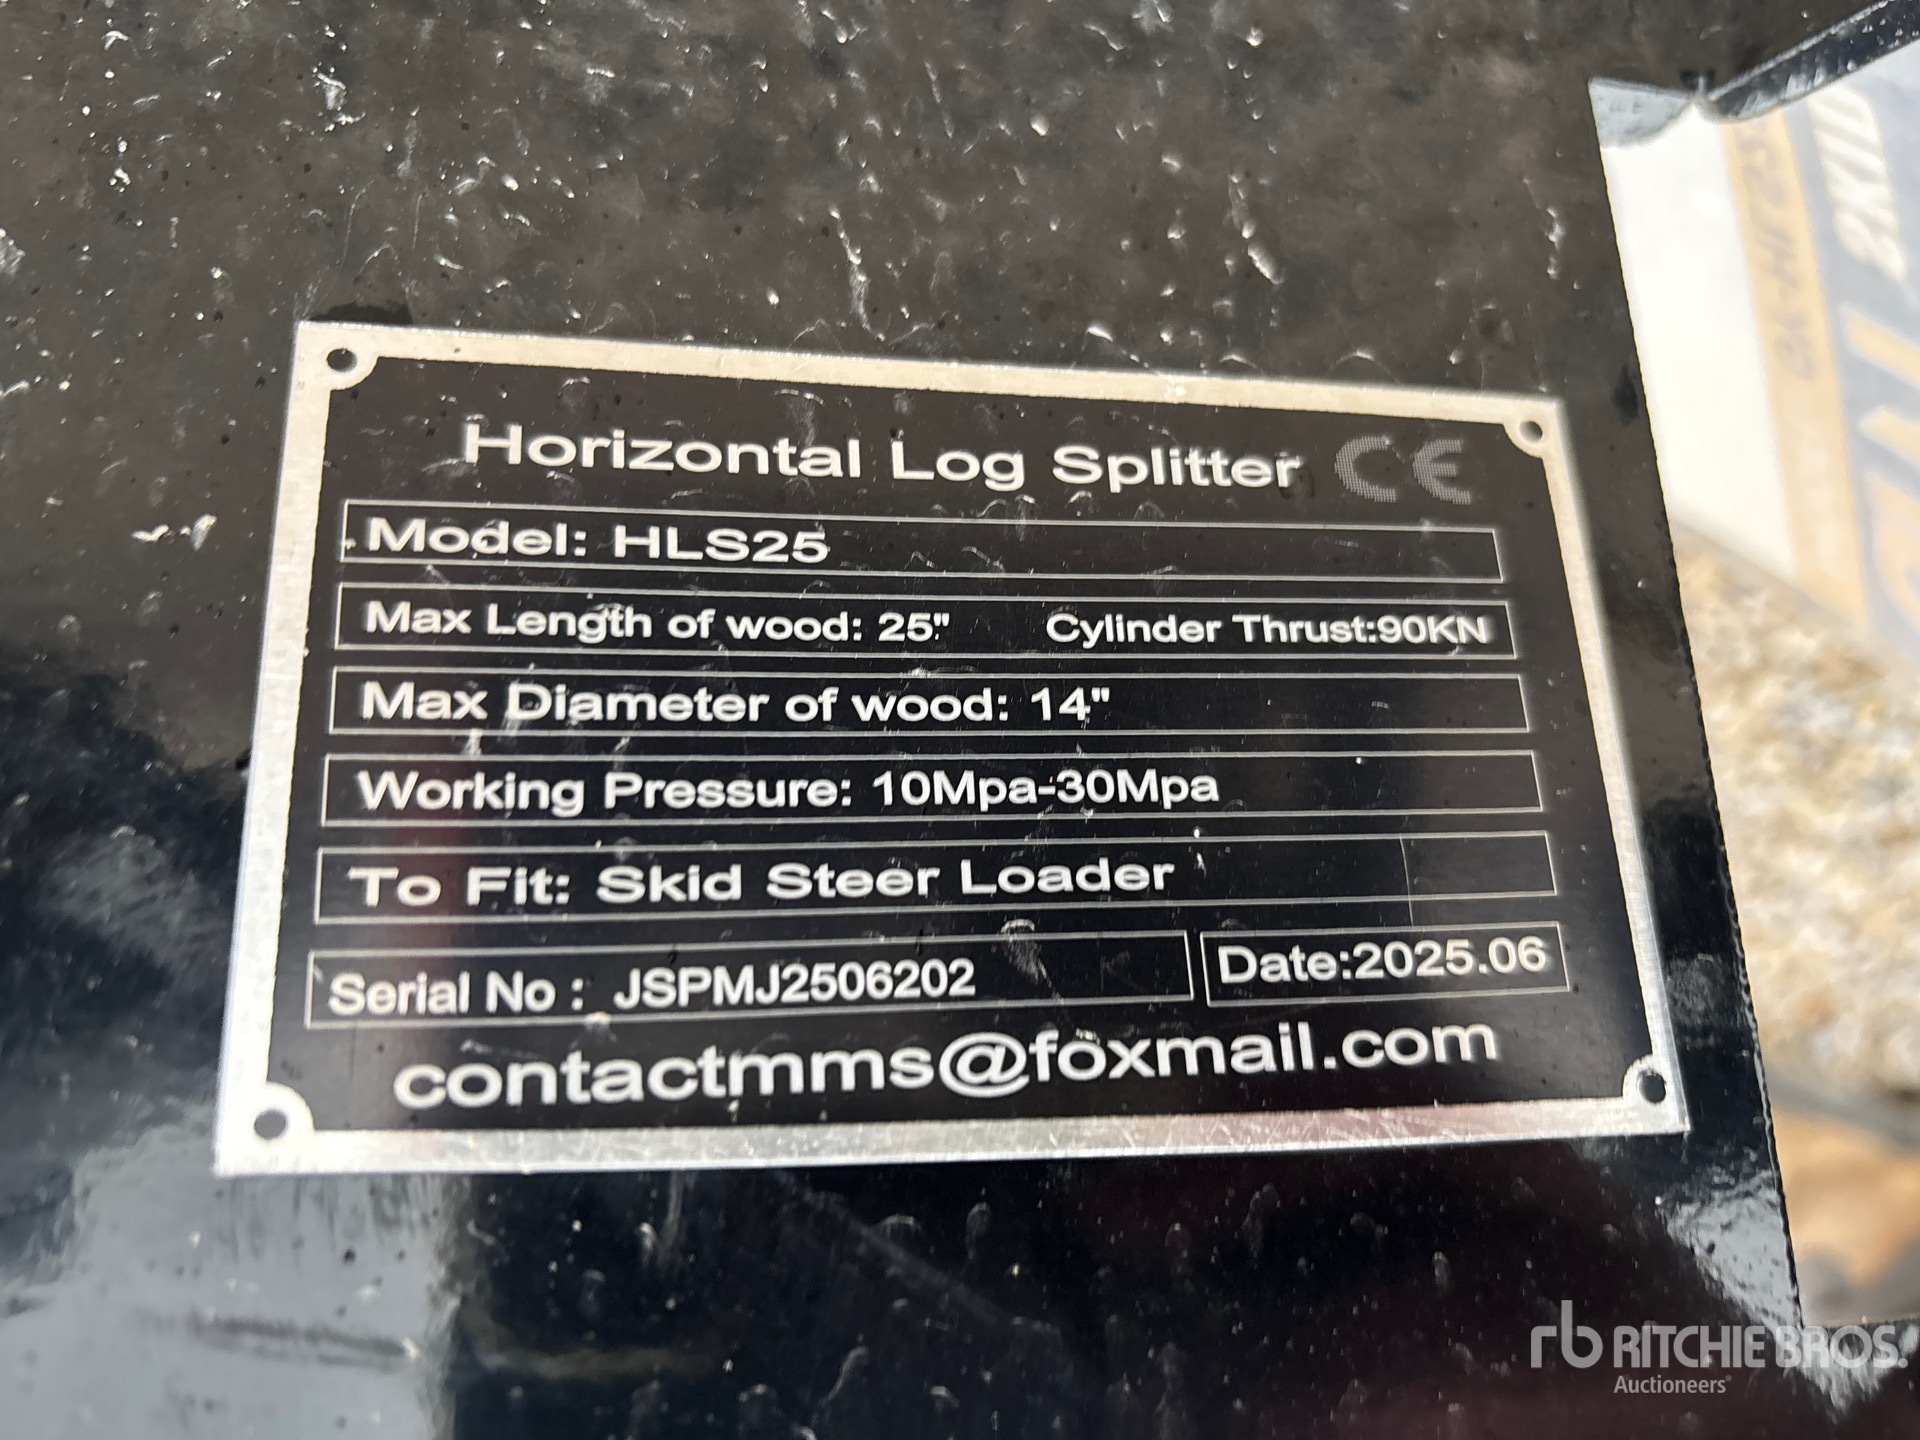 Horizontal Log Splitter CE
Model: HLS25
Max Length of wood: 25" Cylinder Thrust:90KN
Max Diameter of wood: 14"
Working Pressure: 10Mpa-30Mpa
To Fit: Skid Steer Loader
Serial No : JSPMJ2506202 Date:2025.06
contactmms@foxmail.com
rb RITCHIE BROS.
Auctioneers